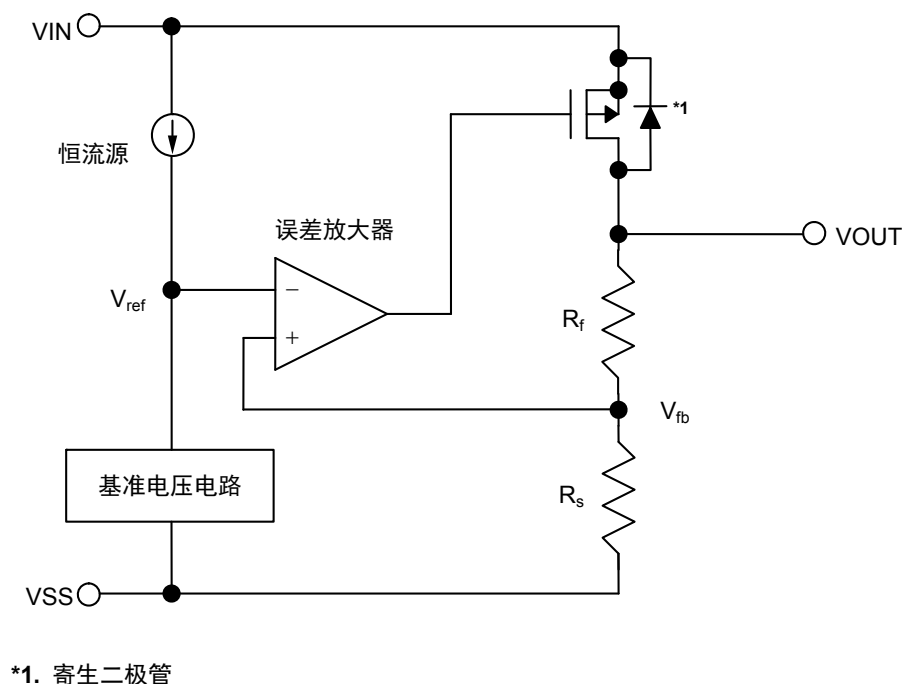 VIN
*1
恒流源
误差放大器
VOUT
Vref
−
+
Rf
Vfb
基准电压电路
Rs
VSS
*1. 寄生二极管